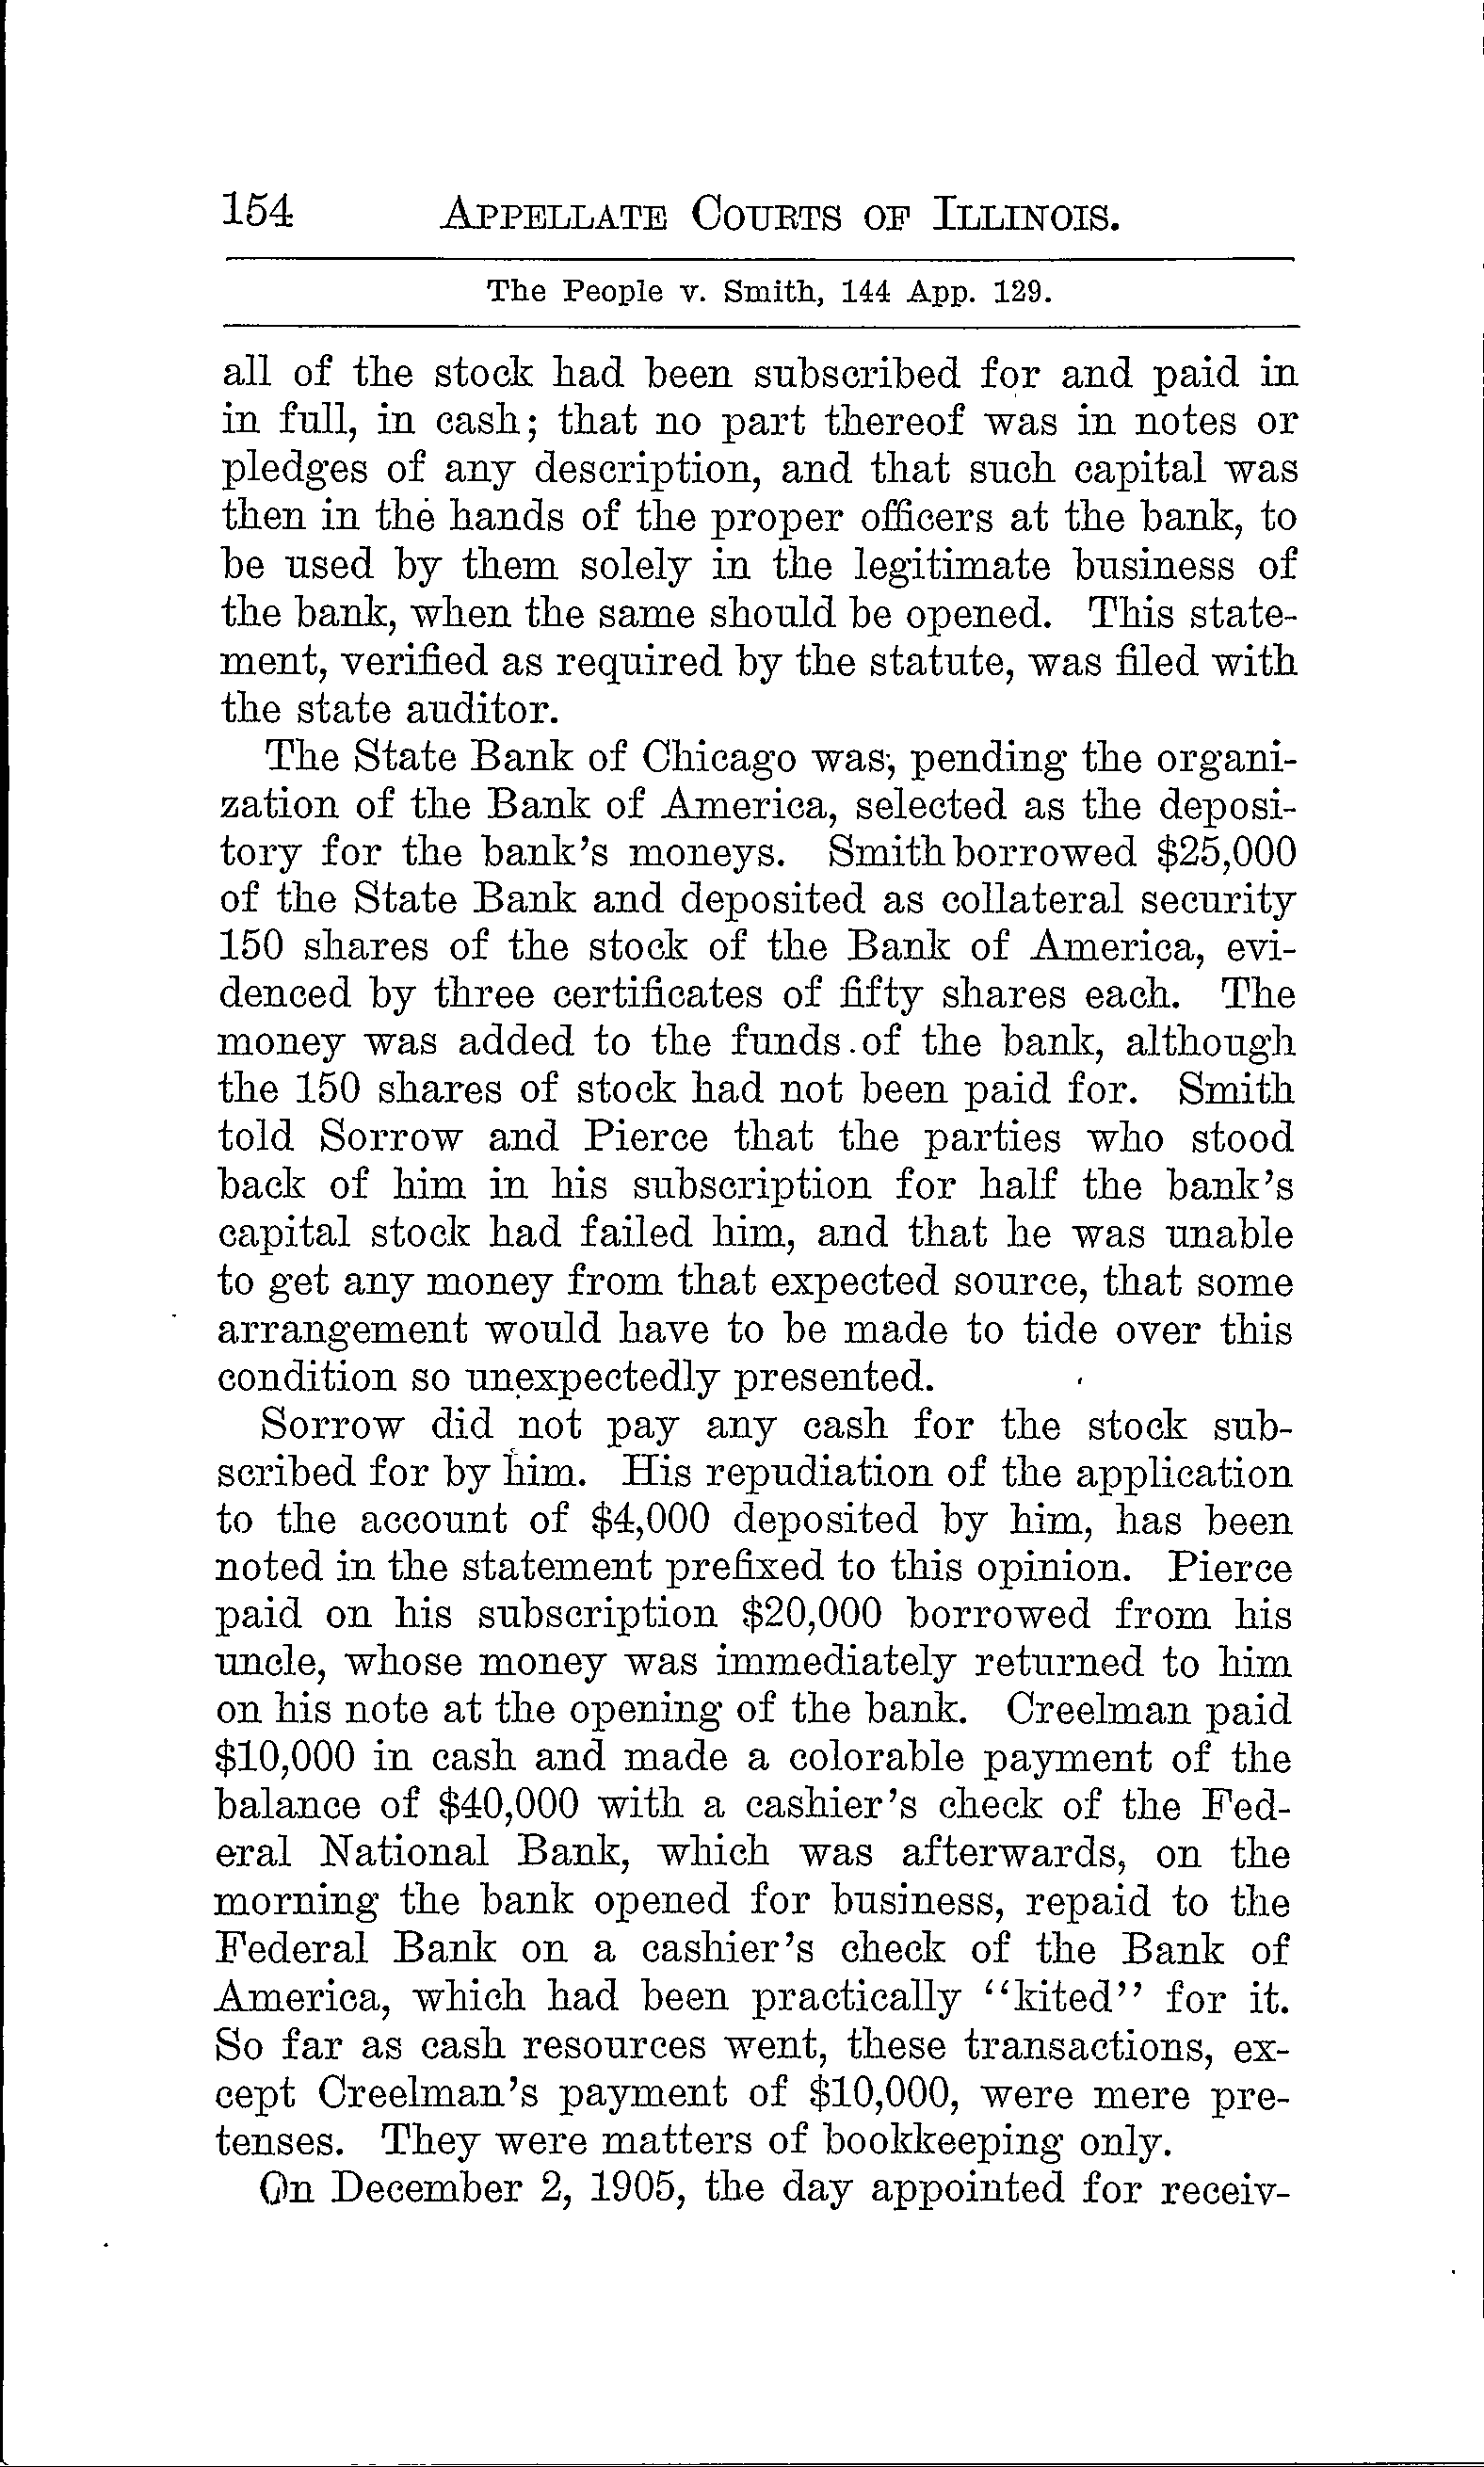 154 APPELLATE COURTS OF ILLINOIS.
The People v. Smith, 144 App. 129.
all of the stock had been subscribed for and paid in
in full, in cash; that no part thereof was in notes or
pledges of any description, and that such capital was
then in the hands of the proper officers at the bank, to
be used by them solely in the legitimate business of
the bank, when the same should be opened. This state-
ment, verified as required by the statute, was filed with
the state auditor.
The State Bank of Chicago was, pending the organi-
zation of the Bank of America, selected as the deposi-
tory for the bank's moneys. Smith borrowed $25,000
of the State Bank and deposited as collateral security
150 shares of the stock of the Bank of America, evi-
denced by three certificates of fifty shares each. The
money was added to the funds of the bank, although
the 150 shares of stock had not been paid for. Smith
told Sorrow and Pierce that the parties who stood
back of him in his subscription for half the bank's
capital stock had failed him, and that he was unable
to get any money from that expected source, that some
arrangement would have to be made to tide over this
condition so unexpectedly presented.
Sorrow did not pay any cash for the stock sub-
scribed for by him. His repudiation of the application
to the account of $4,000 deposited by him, has been
noted in the statement prefixed to this opinion. Pierce
paid on his subscription $20,000 borrowed from his
uncle, whose money was immediately returned to him
on his note at the opening of the bank. Creelman paid
$10,000 in cash and made a colorable payment of the
balance of $40,000 with a cashier's check of the Fed-
eral National Bank, which was afterwards, on the
morning the bank opened for business, repaid to the
Federal Bank on a cashier's check of the Bank of
America, which had been practically "kited" for it.
So far as cash resources went, these transactions, ex-
cept Creelman's payment of $10,000, were mere pre-
tenses. They were matters of bookkeeping only.
On December 2, 1905, the day appointed for receiv-